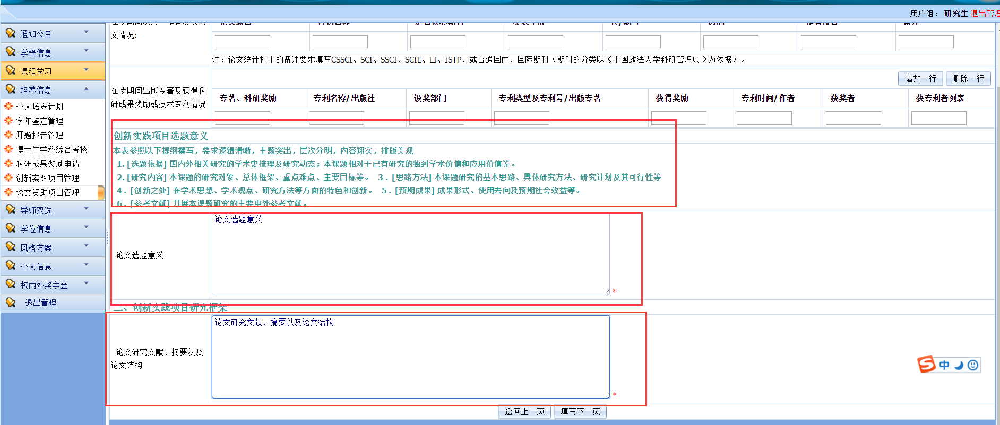 用户组： 研究生 退出管理
通知公告
学籍信息
课程学习
培养信息
个人培养计划
学年鉴定管理
开题报告管理
博士生学科综合考核
科研成果奖励申请
创新实践项目管理
论文资助项目管理
导师双选
学位信息
风格方案
个人信息
校内外奖学金
退出管理
文情况:
注：论文统计栏中的备注要求填写CSSCI、SCI、SSCI、SCIE、EI、ISTP、或普通国内、国际期刊（期刊的分类以《中国政法大学科研管理典》为依据）。
增加一行 删除一行
在读期间出版专著及获得科
研成果奖励或技术专利情况
专著、科研奖励 专利名称/出版社 设奖部门 专利类型及专利号/出版专著 获得奖励 专利时间/作者 获奖者 获专利者列表
创新实践项目选题意义
本表参照以下提纲撰写，要求逻辑清晰，主题突出，层次分明，内容翔实，排版美观
1. [选题依据] 国内外相关研究的学术史梳理及研究动态；本课题相对于已有研究的独到学术价值和应用价值等。
2. [研究内容] 本课题的研究对象、总体框架、重点难点、主要目标等。 3．[思路方法] 本课题研究的基本思路、具体研究方法、研究计划及其可行性等
4．[创新之处] 在学术思想、学术观点、研究方法等方面的特色和创新。 5．[预期成果] 成果形式、使用去向及预期社会效益等。
6．[参考文献] 开展本课题研究的主要中外参考文献。
论文选题意义
论文选题意义
*
三、创新实践项目研究框架
论文研究文献、摘要以及论文结构
论文研究文献、摘要以及
论文结构
*
中
返回上一页 填写下一页